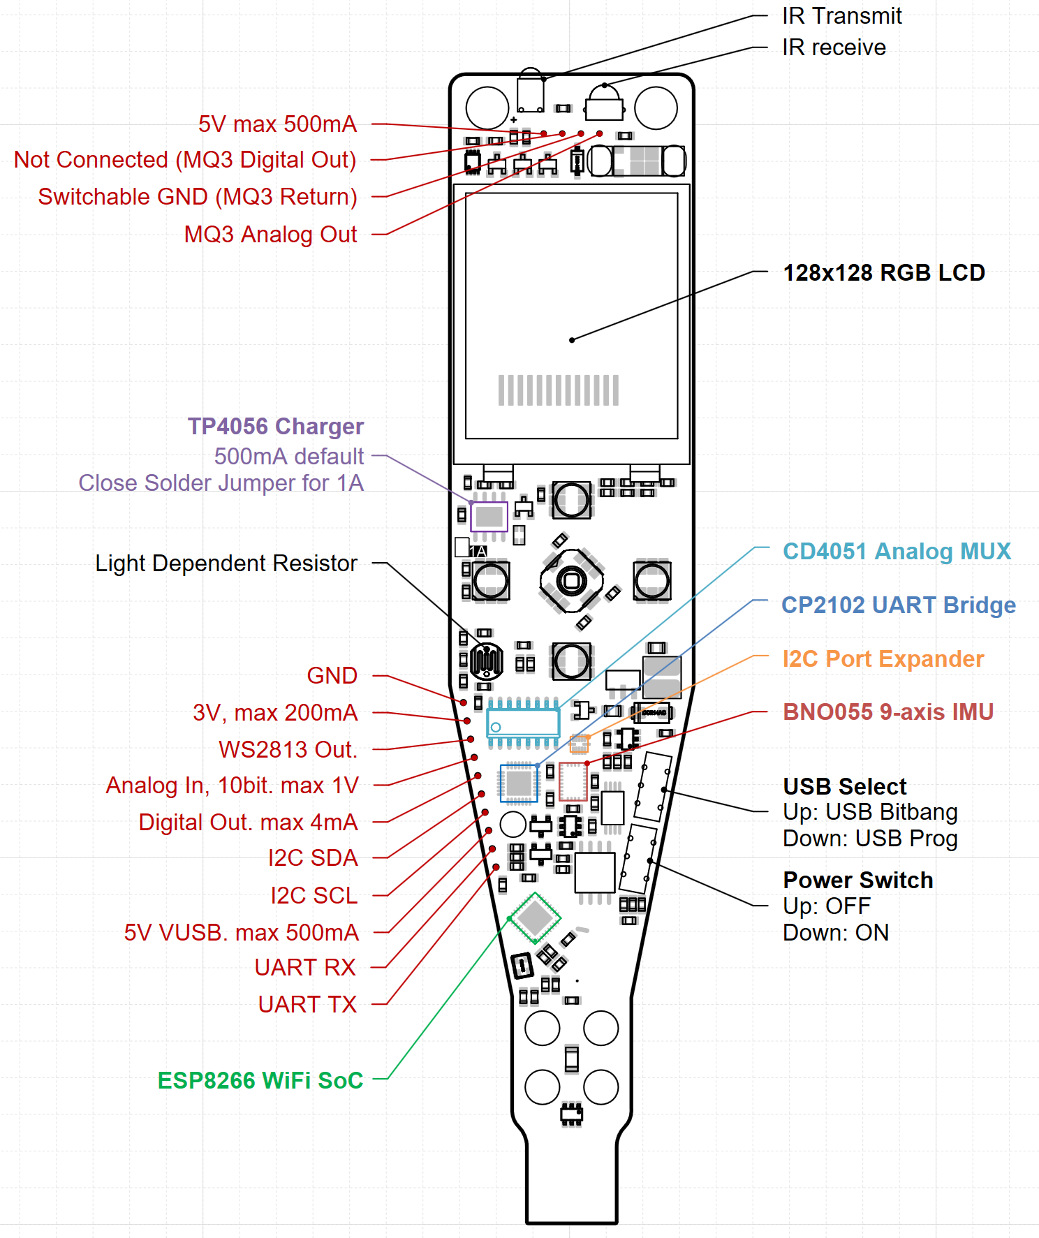 IR Transmit
IR receive
5V max 500mA
Not Connected (MQ3 Digital Out)
Switchable GND (MQ3 Return)
MQ3 Analog Out
128x128 RGB LCD
TP4056 Charger
500mA default
Close Solder Jumper for 1A
1A
Light Dependent Resistor
CD4051 Analog MUX
CP2102 UART Bridge
I2C Port Expander
BNO055 9-axis IMU
GND
3V, max 200mA
WS2813 Out.
Analog In, 10bit. max 1V
Digital Out. max 4mA
I2C SDA
I2C SCL
5V VUSB. max 500mA
UART RX
UART TX
USB Select
Up: USB Bitbang
Down: USB Prog
Power Switch
Up: OFF
Down: ON
ESP8266 WiFi SoC